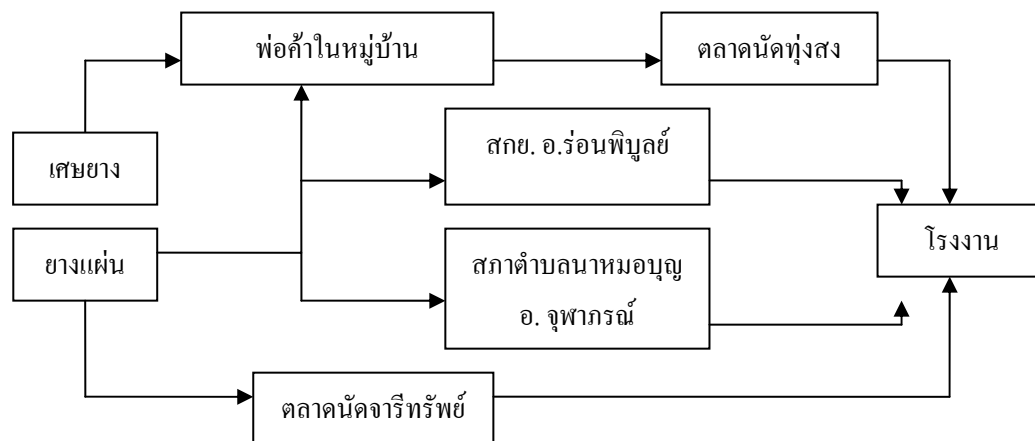 พ่อค้าในหมู่บ้าน
ตลาดนัดทุ่งสง
เศษยาง
สกย. อ.ร่อนพิบูลย์
โรงงาน
ยางแผ่น
สภาตำบลนาหมอบุญ
อ. จุฬาภรณ์
ตลาดนัดจารีทรัพย์